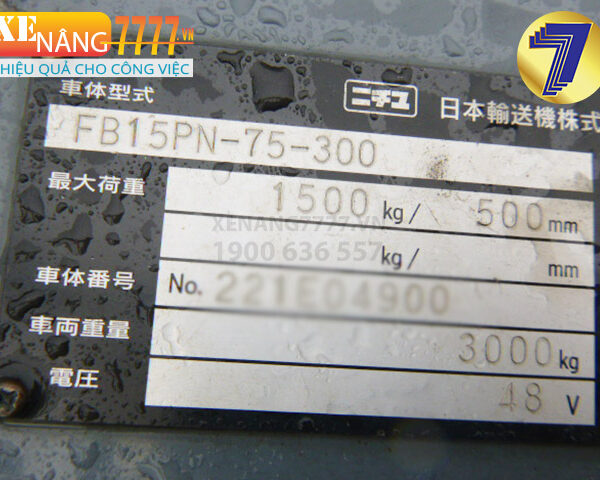 XE
NÂNG7777.VN
HIỆU QUẢ CHO CÔNG VIỆC
7
車体型式
ニチユ 日本輸送機株式
FB15PN-75-300
最大荷重 1500 kg/ 500 mm
kg/ mm
XENANG7777.VN
1900 636 557
車体番号 No. 221E04900
車両重量 3000 kg
電圧 48 V